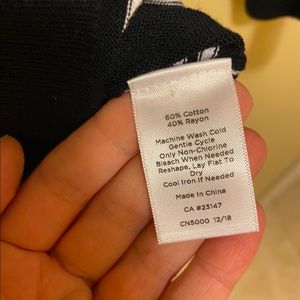 60% Cotton
40% Rayon
Machine Wash Cold
Gentle Cycle
Only Non-Chlorine
Bleach When Needed
Reshape, Lay Flat To
Dry
Cool Iron If Needed
Made in China
CA #23147
CN5000 12/18